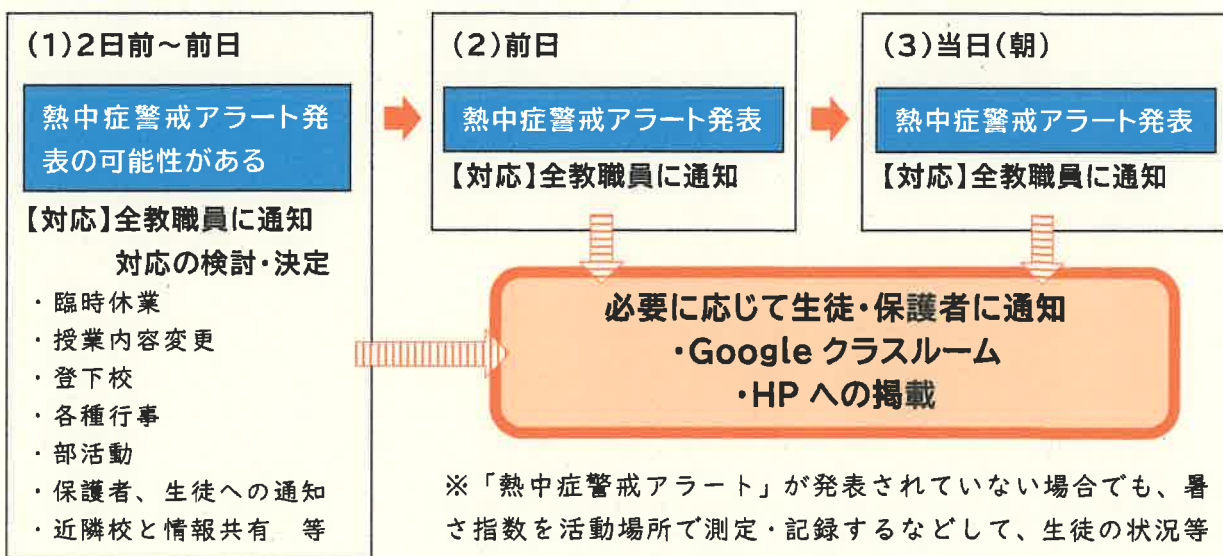 (1)2日前～前日
熱中症警戒アラート発
表の可能性がある
【対応】全教職員に通知
対応の検討・決定
・臨時休業
・授業内容変更
・登下校
・各種行事
・部活動
・保護者、生徒への通知
・近隣校と情報共有　等
(2)前日
熱中症警戒アラート発表
【対応】全教職員に通知
(3)当日(朝)
熱中症警戒アラート発表
【対応】全教職員に通知
必要に応じて生徒・保護者に通知
・Google クラスルーム
・HP への掲載
※「熱中症警戒アラート」が発表されていない場合でも、暑
さ指数を活動場所で測定・記録するなどして、生徒の状況等